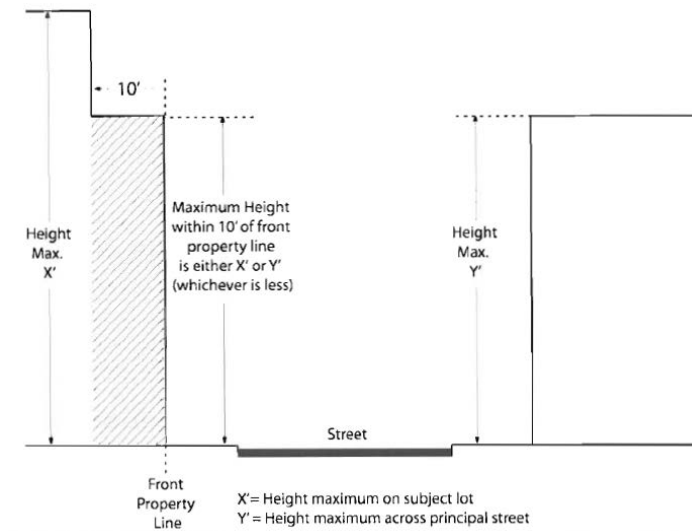 10'
Height
Max.
X'
Maximum Height
within 10' of front
property line
is either X' or Y'
(whichever is less)
Height
Max.
Y'
Street
Front
Property
Line
X'= Height maximum on subject lot
Y'= Height maximum across principal street